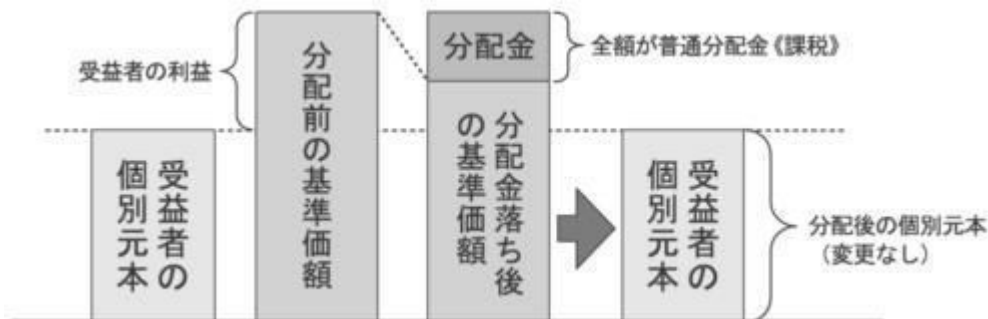 受益者の利益
受益者の
個別元本
分配前の基準価額
分配金
全額が普通分配金《課税》
分配金落ち後
の基準価額
受益者の
個別元本
分配後の個別元本
（変更なし）